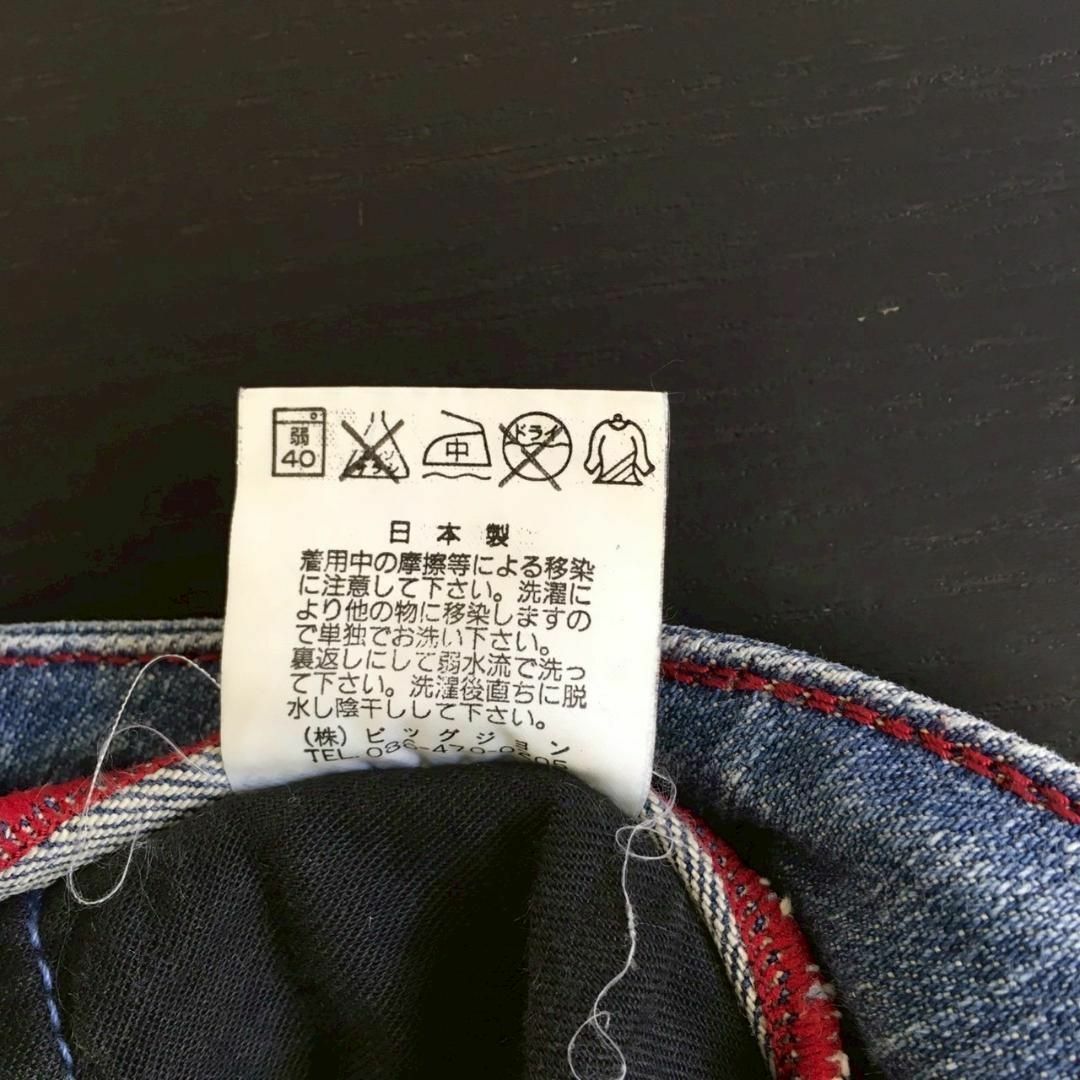 弱
40
中
ドライ
日本製
着用中の摩擦等による移染
に注意して下さい。洗濯に
より他の物に移染しますの
で単独でお洗い下さい。
裏返しにして弱水流で洗っ
て下さい。洗濯後直ちに脱
水し陰干しして下さい。
(株)ビッグジョン
TEL.086-470-